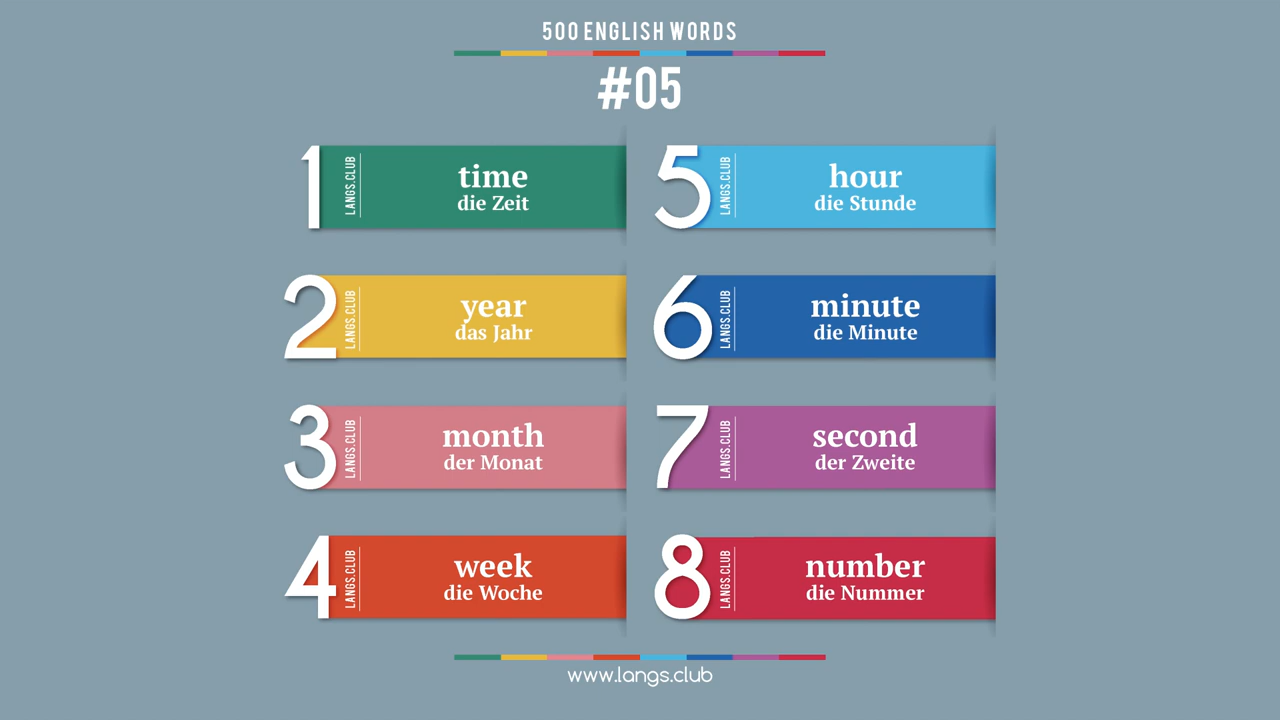 500 ENGLISH WORDS
#05
1
LANGS.CLUB
time
die Zeit
2
LANGS.CLUB
year
das Jahr
3
LANGS.CLUB
month
der Monat
4
LANGS.CLUB
week
die Woche
5
LANGS.CLUB
hour
die Stunde
6
LANGS.CLUB
minute
die Minute
7
LANGS.CLUB
second
der Zweite
8
LANGS.CLUB
number
die Nummer
www.langs.club